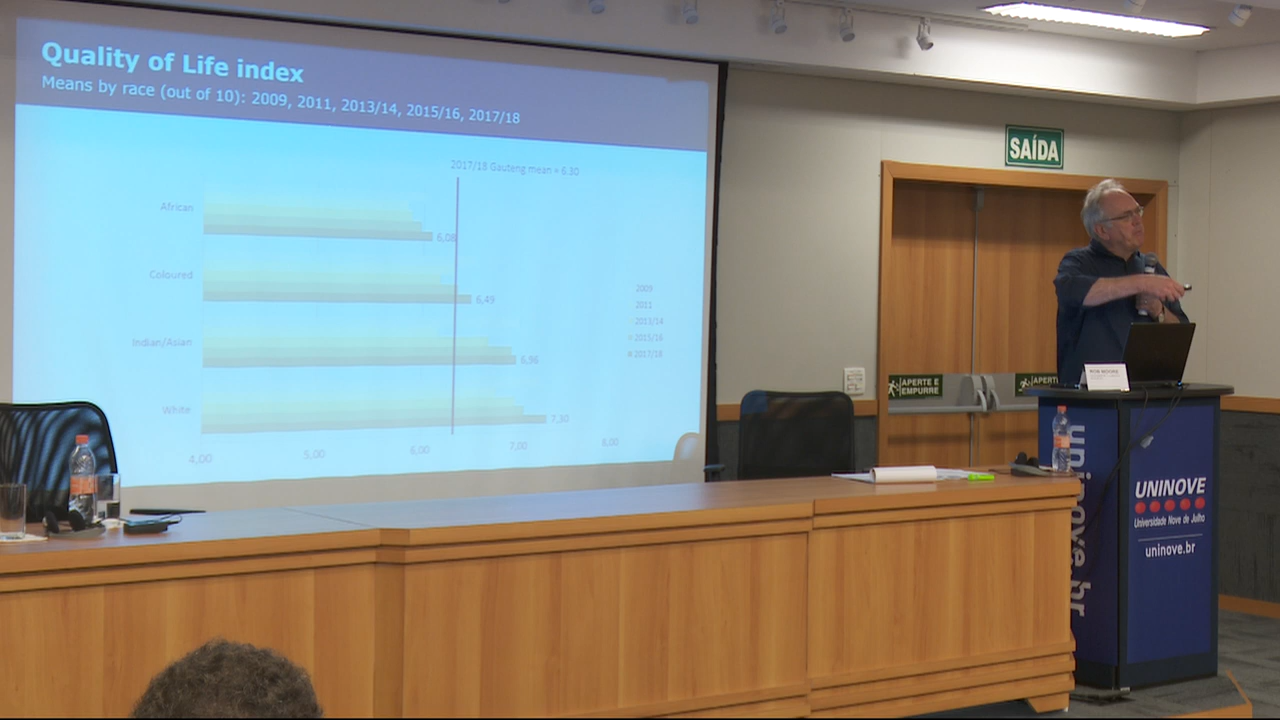 Quality of Life index
Means by race (out of 10): 2009, 2011, 2013/14, 2015/16, 2017/18
2017/18 Gauteng mean = 6.30
African
6,08
Coloured
6,49
Indian/Asian
6,96
White
7,30
4,00 5,00 6,00 7,00 8,00
2009
2011
2013/14
2015/16
2017/18
SAÍDA
APERTE E
EMPURRE
APERT
ROB MOORE
uninove.br
UNINOVE
Universidade Nove de Julho
uninove.br